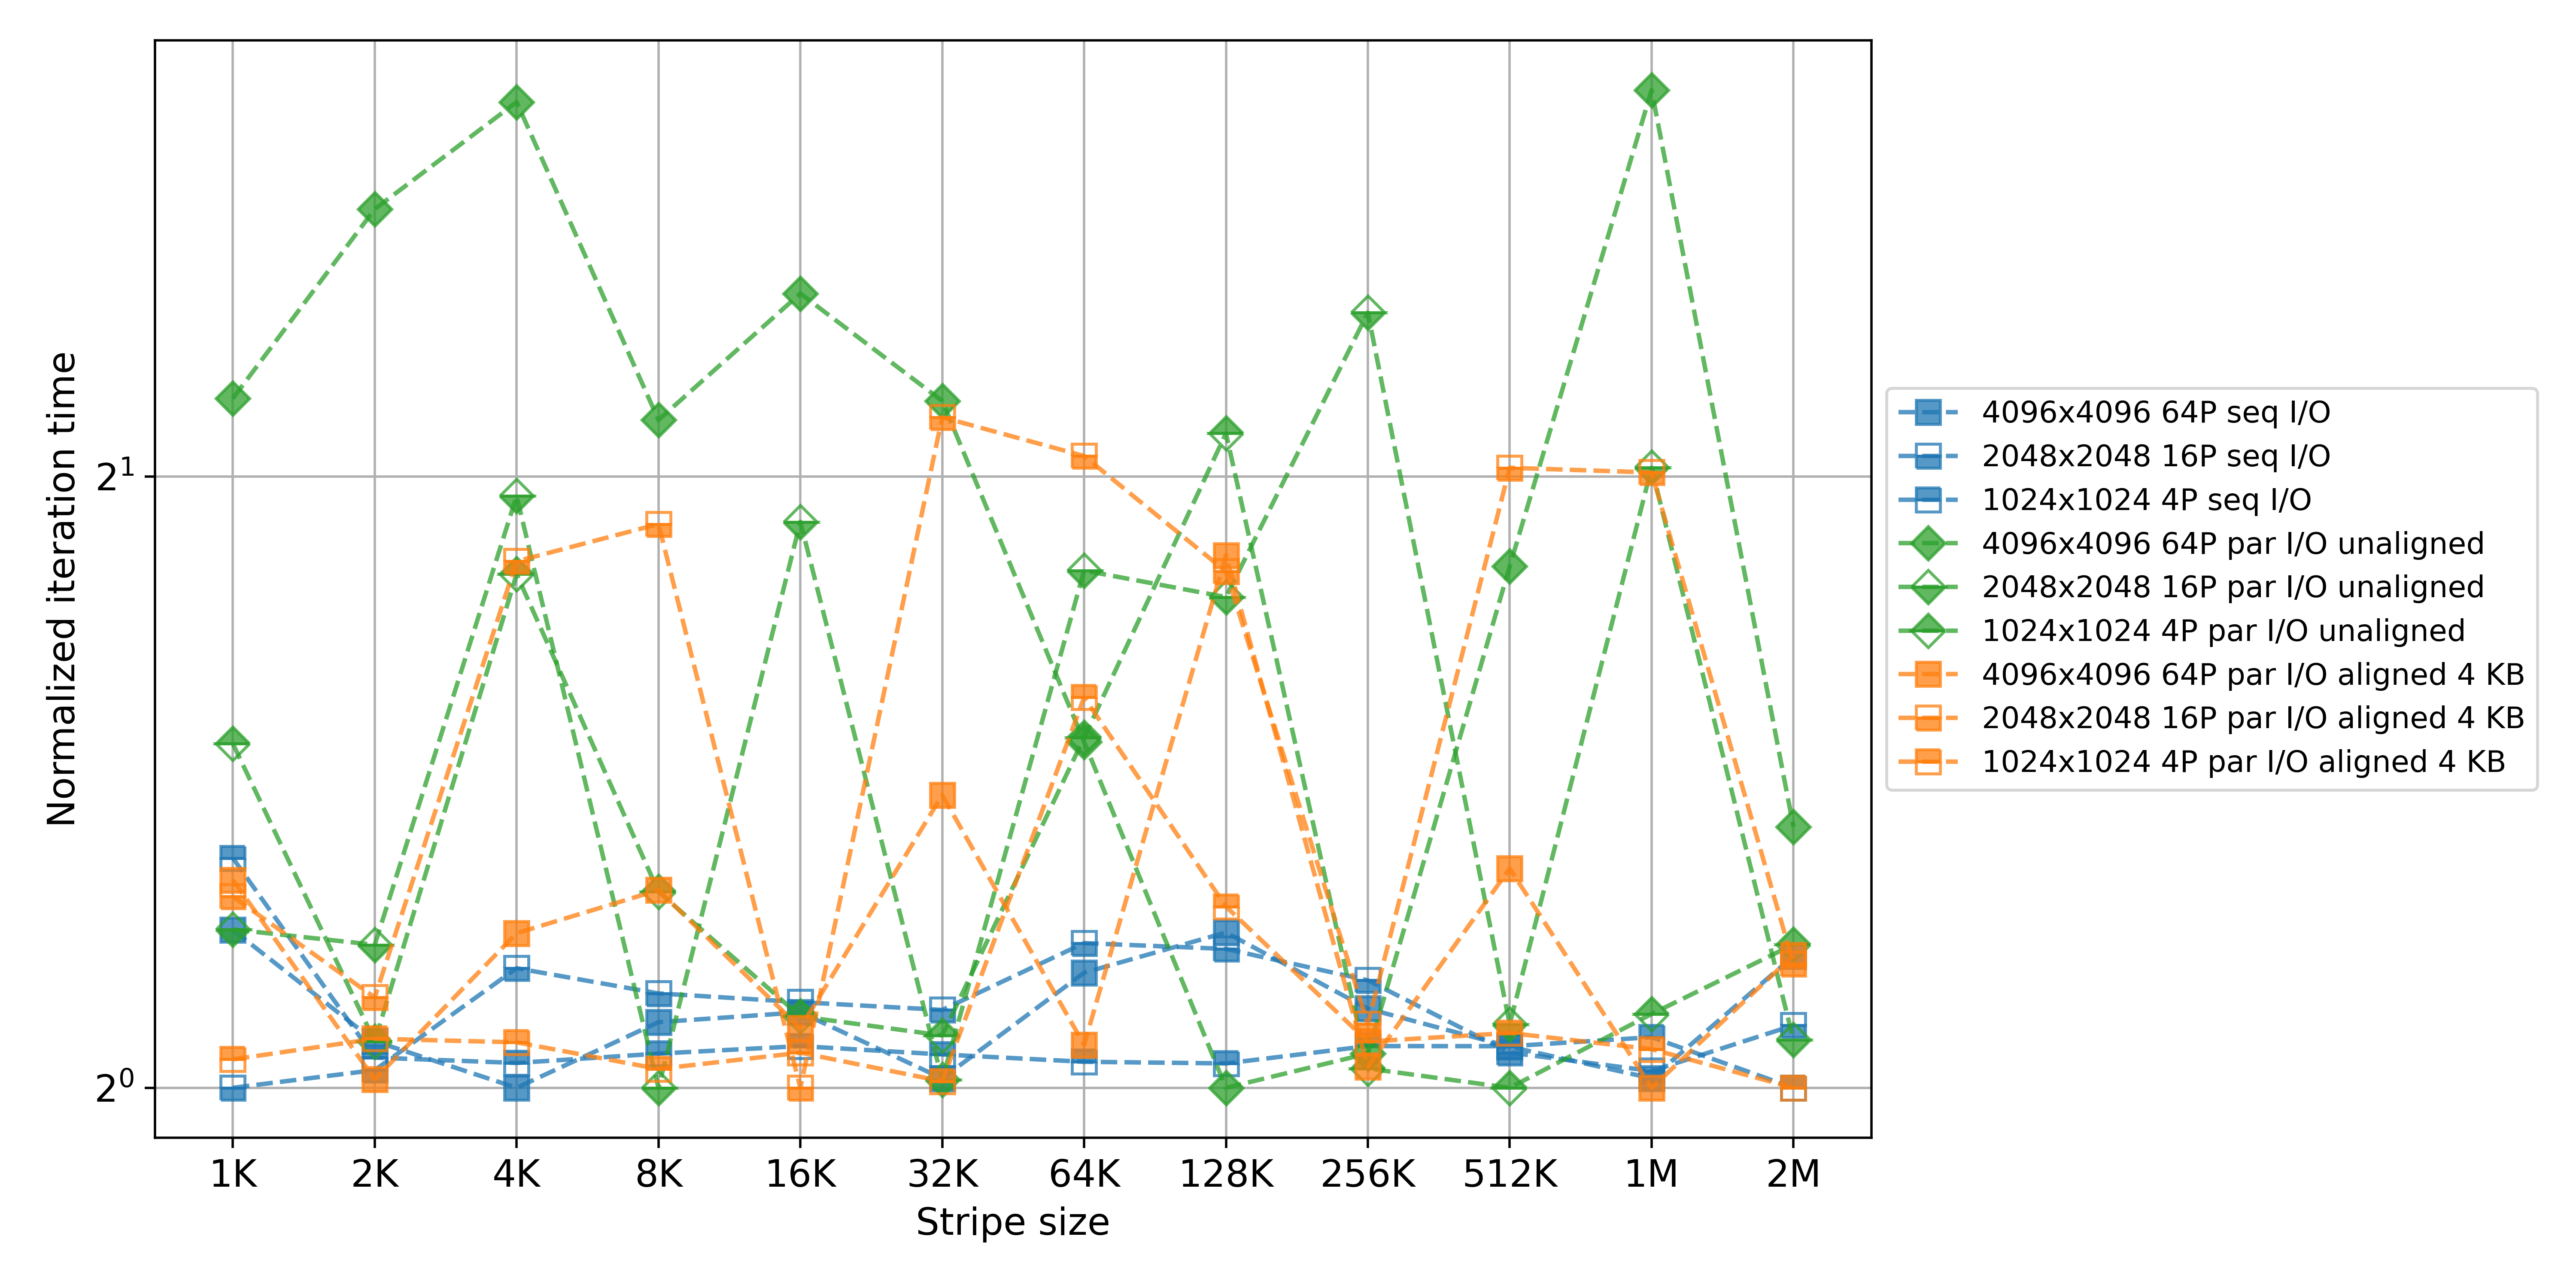 Normalized iteration time
2^1
2^0
1K 2K 4K 8K 16K 32K 64K 128K 256K 512K 1M 2M
Stripe size
4096x4096 64P seq I/O
2048x2048 16P seq I/O
1024x1024 4P seq I/O
4096x4096 64P par I/O unaligned
2048x2048 16P par I/O unaligned
1024x1024 4P par I/O unaligned
4096x4096 64P par I/O aligned 4 KB
2048x2048 16P par I/O aligned 4 KB
1024x1024 4P par I/O aligned 4 KB